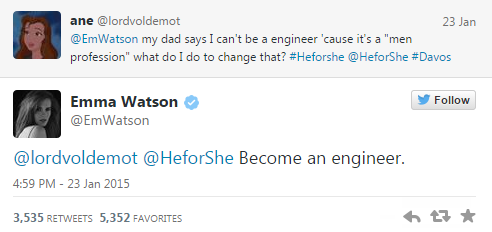 ane @lordvoldemot
23 Jan
@EmWatson my dad says I can't be a engineer 'cause it's a "men
profession" what do I do to change that? #Heforshe @HeforShe #Davos
Emma Watson
Follow
@EmWatson
@lordvoldemot @HeforShe Become an engineer.
4:59 PM - 23 Jan 2015
3,535 RETWEETS 5,352 FAVORITES